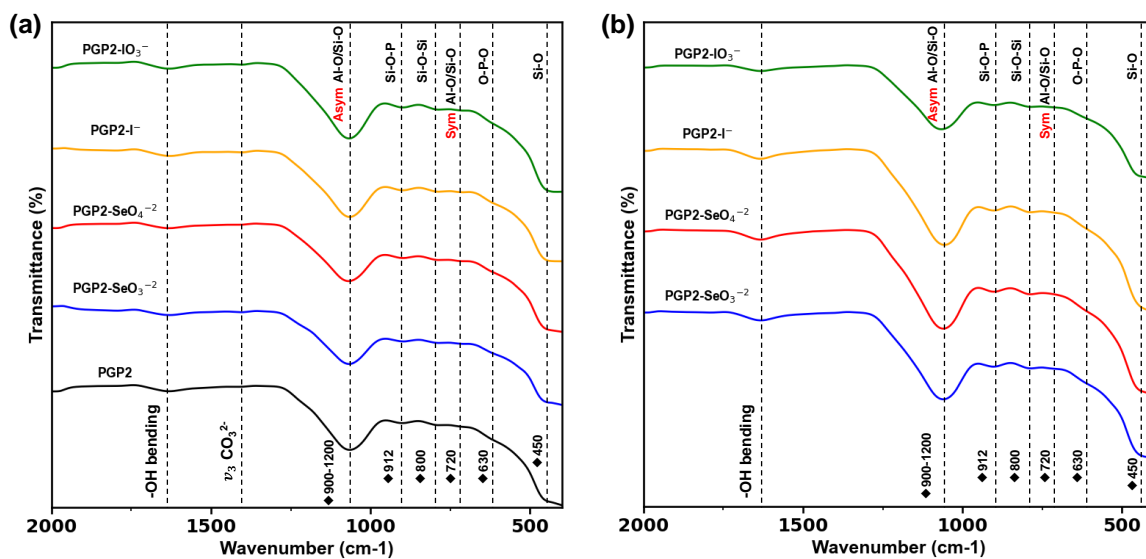 (a)
Transmittance (%)
PGP2-IO₃⁻
PGP2-I⁻
PGP2-SeO₄⁻²
PGP2-SeO₃⁻²
PGP2
Asym Al-O/Si-O
Si-O-P
Si-O-Si
Sym Al-O/Si-O
O-P-O
Si-O
-OH bending
ν₃ CO₃²⁻
◆900-1200
◆912
◆800
◆720
◆630
◆450
2000 1500 1000 500
Wavenumber (cm-1)
(b)
Transmittance (%)
PGP2-IO₃⁻
PGP2-I⁻
PGP2-SeO₄⁻²
PGP2-SeO₃⁻²
Asym Al-O/Si-O
Si-O-P
Si-O-Si
Sym Al-O/Si-O
O-P-O
Si-O
-OH bending
◆900-1200
◆912
◆800
◆720
◆630
◆450
2000 1500 1000 500
Wavenumber (cm-1)